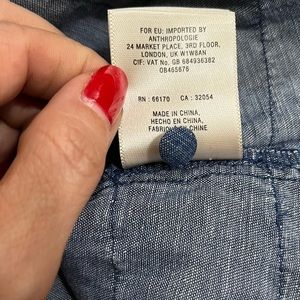 FOR EU: IMPORTED BY
ANTHROPOLOGIE
24 MARKET PLACE, 3RD FLOOR,
LONDON, UK W1W8AN
CIF: VAT No. GB 684936382
OB465676
RN : 66170 CA : 32054
MADE IN CHINA,
HECHO EN CHINA,
FABRIQUÉ EN CHINE